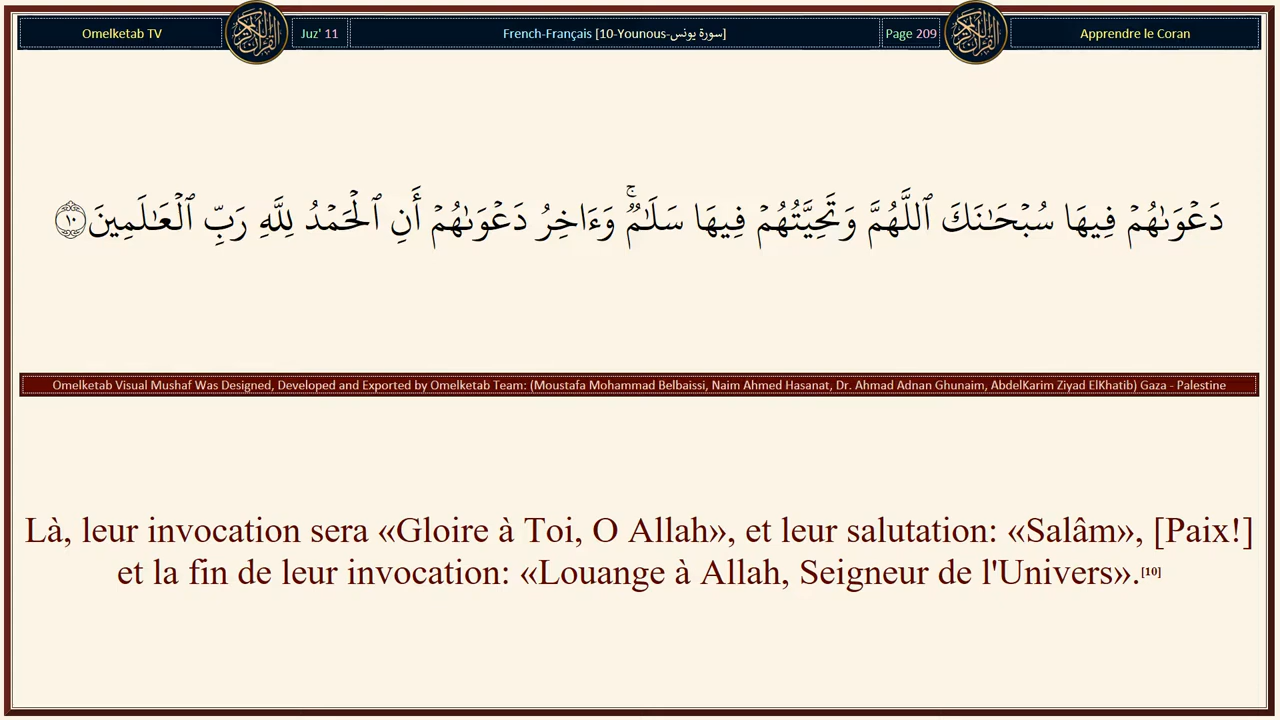 Omelketab TV
Juz' 11
French-Français [10-Younous-سورة يونس]
Page 209
Apprendre le Coran
دَعۡوَىٰهُمۡ فِيهَا سُبۡحَـٰنَكَ ٱللَّهُمَّ وَتَحِيَّتُهُمۡ فِيهَا سَلَـٰمࣱۚ وَءَاخِرُ دَعۡوَىٰهُمۡ أَنِ ٱلۡحَمۡدُ لِلَّهِ رَبِّ ٱلۡعَـٰلَمِينَ ١٠
Omelketab Visual Mushaf Was Designed, Developed and Exported by Omelketab Team: (Moustafa Mohammad Belbaissi, Naim Ahmed Hasanat, Dr. Ahmad Adnan Ghunaim, AbdelKarim Ziyad ElKhatib) Gaza - Palestine
Là, leur invocation sera «Gloire à Toi, O Allah», et leur salutation: «Salâm», [Paix!]
et la fin de leur invocation: «Louange à Allah, Seigneur de l'Univers».[10]